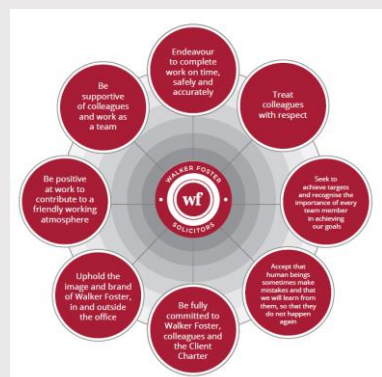 Endeavour
to complete
work on time,
safely and
accurately
Treat
colleagues
with respect
Seek to
achieve targets
and recognise the
importance of every
team member
in achieving
our goals
Accept that
human beings
sometimes make
mistakes and that
we will learn from
them, so that they
do not happen
again
Be fully
committed to
Walker Foster,
colleagues and
the Client
Charter
Uphold the
image and brand
of Walker Foster,
in and outside
the office
Be positive
at work to
contribute to a
friendly working
atmosphere
Be
supportive
of colleagues
and work as
a team
WALKER FOSTER
wf
SOLICITORS